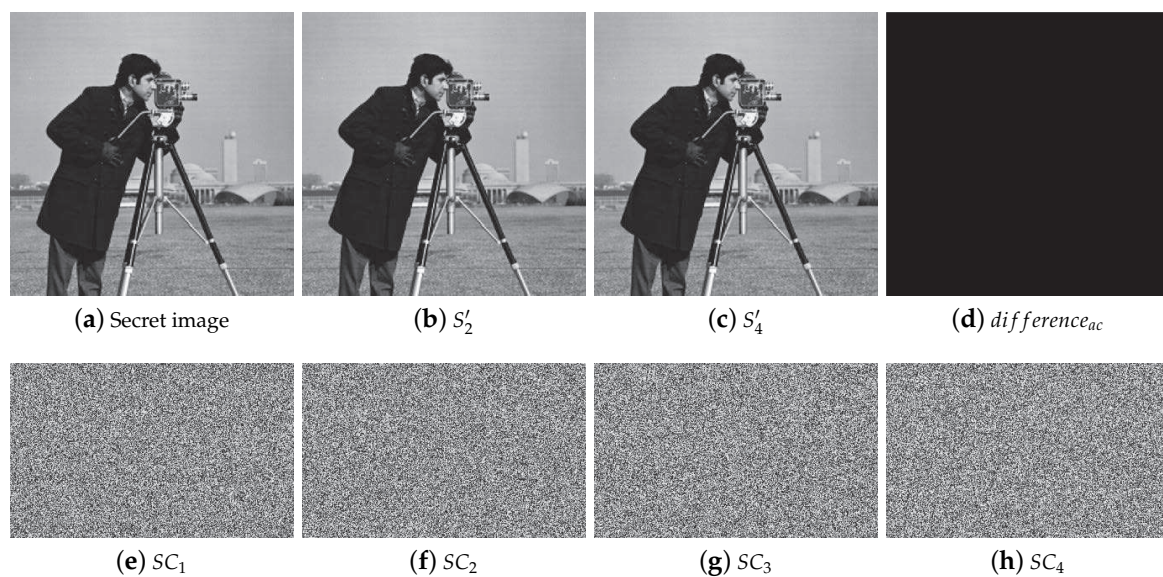 (a) Secret image
(b) S′₂
(c) S′₄
(d) difference_ac
(e) SC₁
(f) SC₂
(g) SC₃
(h) SC₄